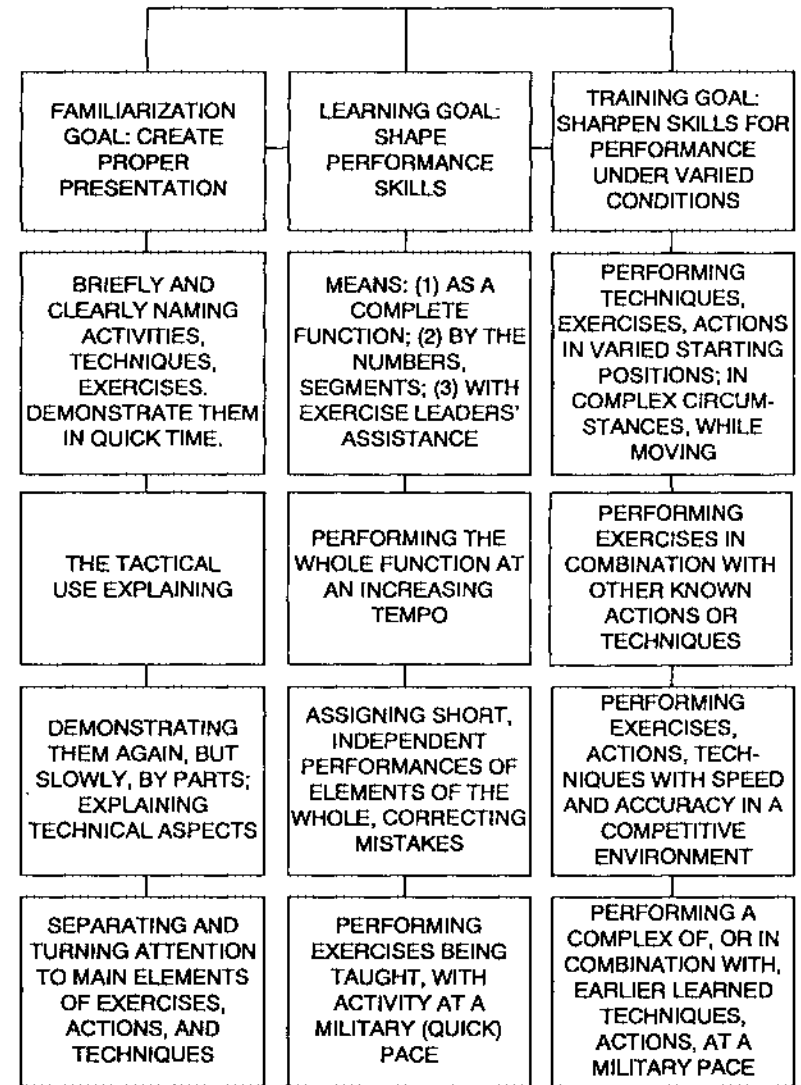 FAMILIARIZATION
GOAL: CREATE
PROPER
PRESENTATION
LEARNING GOAL:
SHAPE
PERFORMANCE
SKILLS
TRAINING GOAL:
SHARPEN SKILLS FOR
PERFORMANCE
UNDER VARIED
CONDITIONS
BRIEFLY AND
CLEARLY NAMING
ACTIVITIES,
TECHNIQUES,
EXERCISES.
DEMONSTRATE THEM
IN QUICK TIME.
MEANS: (1) AS A
COMPLETE
FUNCTION; (2) BY THE
NUMBERS,
SEGMENTS; (3) WITH
EXERCISE LEADERS'
ASSISTANCE
PERFORMING
TECHNIQUES,
EXERCISES, ACTIONS
IN VARIED STARTING
POSITIONS; IN
COMPLEX CIRCUM-
STANCES, WHILE
MOVING
THE TACTICAL
USE EXPLAINING
PERFORMING THE
WHOLE FUNCTION AT
AN INCREASING
TEMPO
PERFORMING
EXERCISES IN
COMBINATION WITH
OTHER KNOWN
ACTIONS OR
TECHNIQUES
DEMONSTRATING
THEM AGAIN, BUT
SLOWLY, BY PARTS;
EXPLAINING
TECHNICAL ASPECTS
ASSIGNING SHORT,
INDEPENDENT
PERFORMANCES OF
ELEMENTS OF THE
WHOLE, CORRECTING
MISTAKES
PERFORMING
EXERCISES,
ACTIONS, TECH-
NIQUES WITH SPEED
AND ACCURACY IN A
COMPETITIVE
ENVIRONMENT
SEPARATING AND
TURNING ATTENTION
TO MAIN ELEMENTS
OF EXERCISES,
ACTIONS, AND
TECHNIQUES
PERFORMING
EXERCISES BEING
TAUGHT, WITH
ACTIVITY AT A
MILITARY (QUICK)
PACE
PERFORMING A
COMPLEX OF, OR IN
COMBINATION WITH,
EARLIER LEARNED
TECHNIQUES,
ACTIONS, AT A
MILITARY PACE